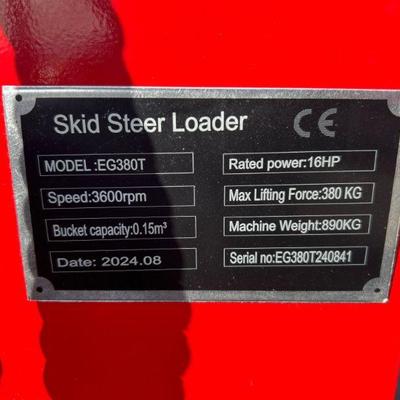 Skid Steer Loader CE
MODEL :EG380T
Rated power:16HP
Speed:3600rpm
Max Lifting Force:380 KG
Bucket capacity:0.15m³
Machine Weight:890KG
Date: 2024.08
Serial no:EG380T240841